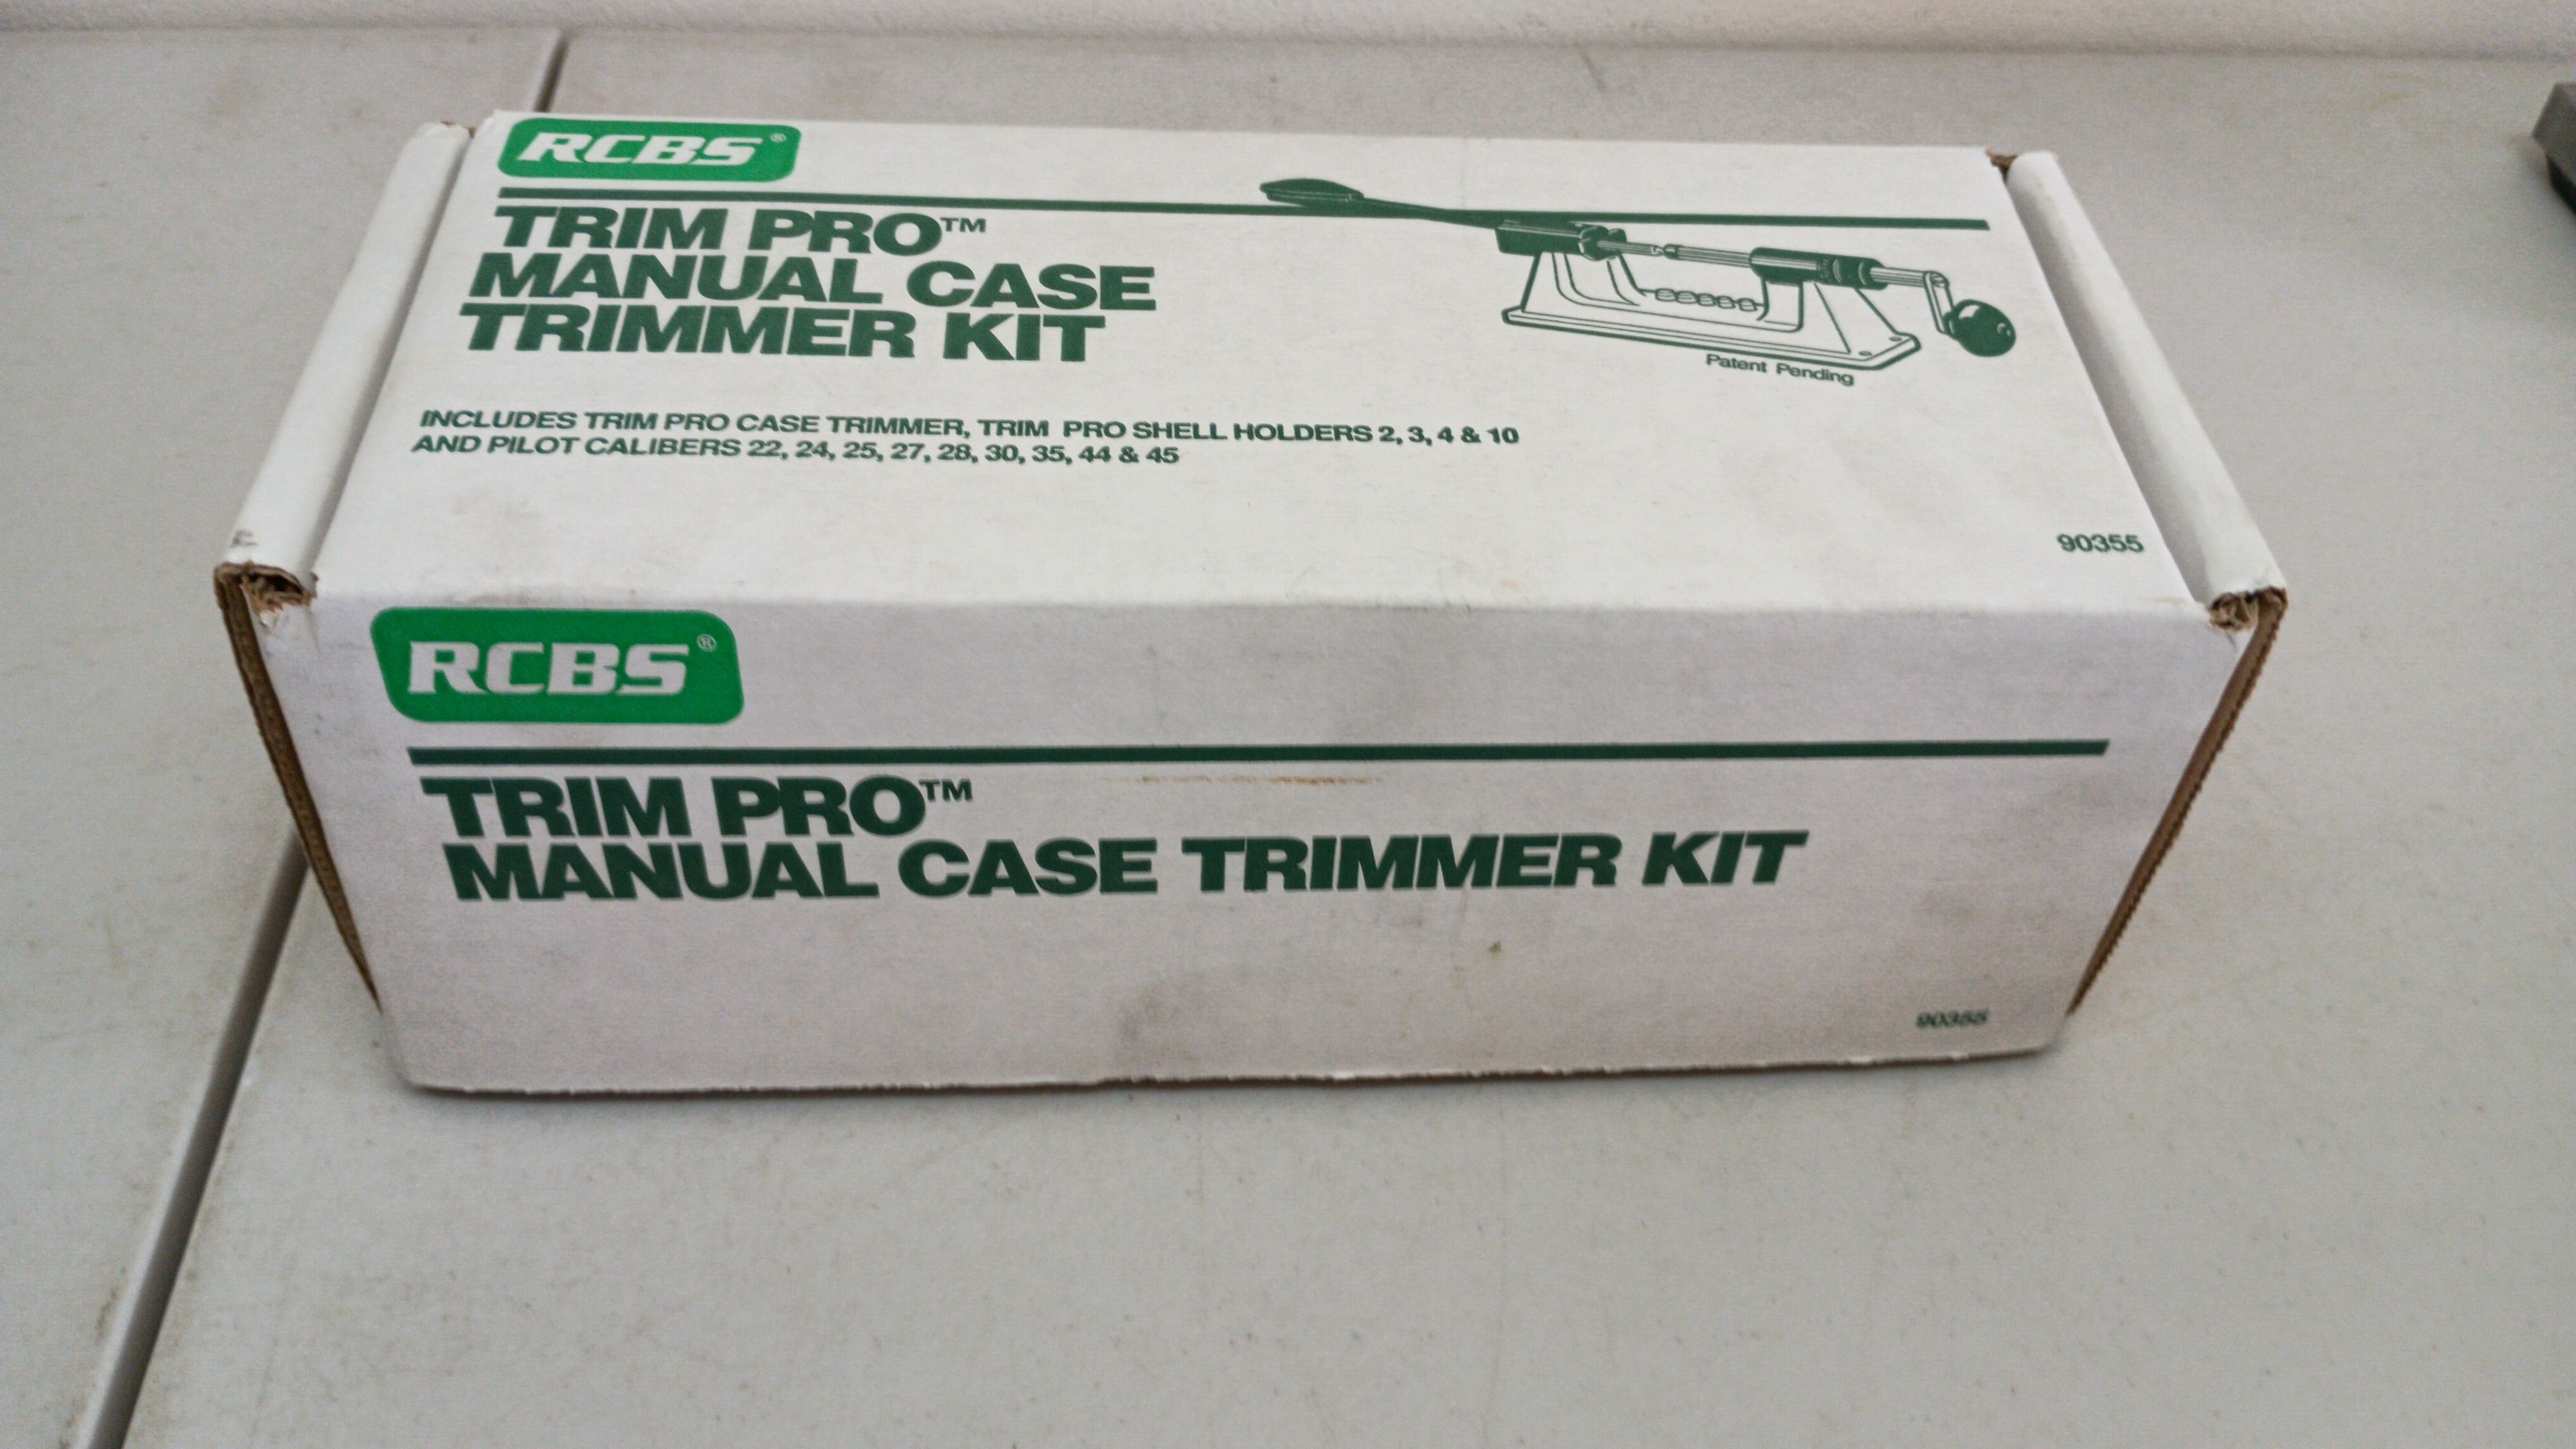 RCBS®
TRIM PRO™
MANUAL CASE
TRIMMER KIT
Patent Pending
INCLUDES TRIM PRO CASE TRIMMER, TRIM PRO SHELL HOLDERS 2, 3, 4 & 10
AND PILOT CALIBERS 22, 24, 25, 27, 28, 30, 35, 44 & 45
90355
RCBS®
TRIM PRO™
MANUAL CASE TRIMMER KIT
90355